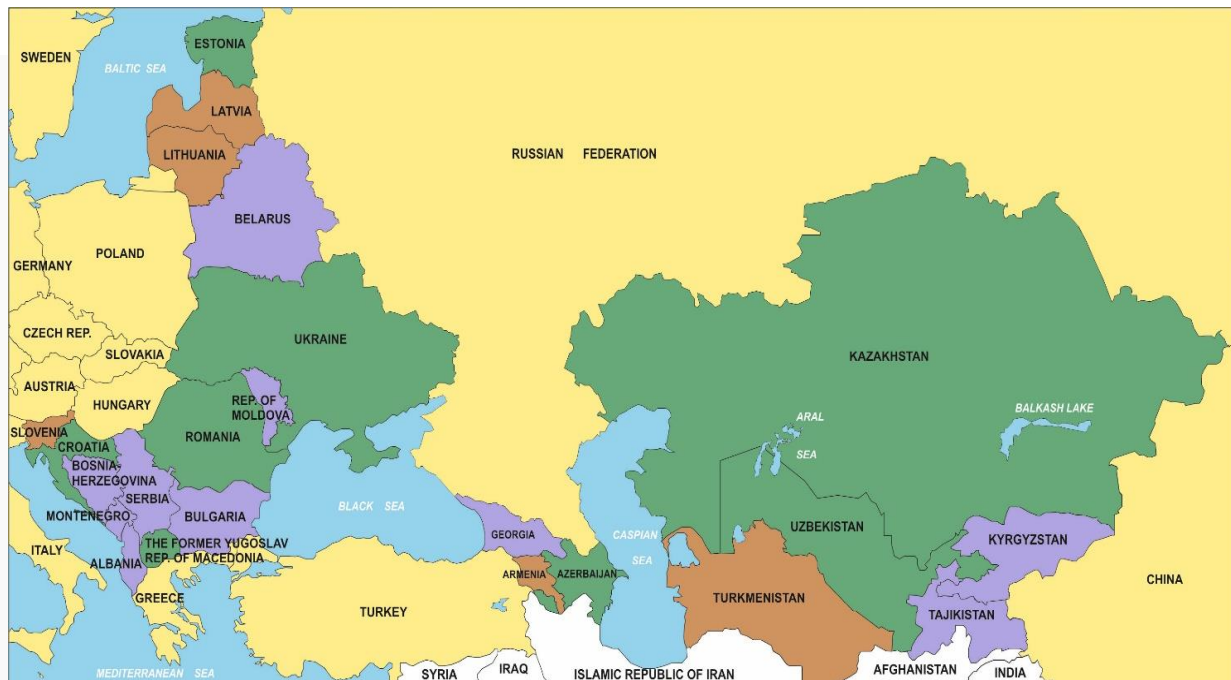 ESTONIA
SWEDEN
BALTIC SEA
LATVIA
LITHUANIA
RUSSIAN FEDERATION
BELARUS
POLAND
GERMANY
CZECH REP.
UKRAINE
SLOVAKIA
KAZAKHSTAN
AUSTRIA
HUNGARY
REP. OF
MOLDOVA
BALKASH LAKE
ARAL
SEA
SLOVENIA
ROMANIA
CROATIA
BOSNIA-
HERZEGOVINA
SERBIA
BLACK SEA
MONTENEGRO
BULGARIA
UZBEKISTAN
GEORGIA
CASPIAN
SEA
KYRGYZSTAN
THE FORMER YUGOSLAV
REP. OF MACEDONIA
ITALY
ALBANIA
ARMENIA
AZERBAIJAN
CHINA
GREECE
TURKEY
TURKMENISTAN
TAJIKISTAN
MEDITERRANEAN SEA
SYRIA
IRAQ
ISLAMIC REPUBLIC OF IRAN
AFGHANISTAN
INDIA